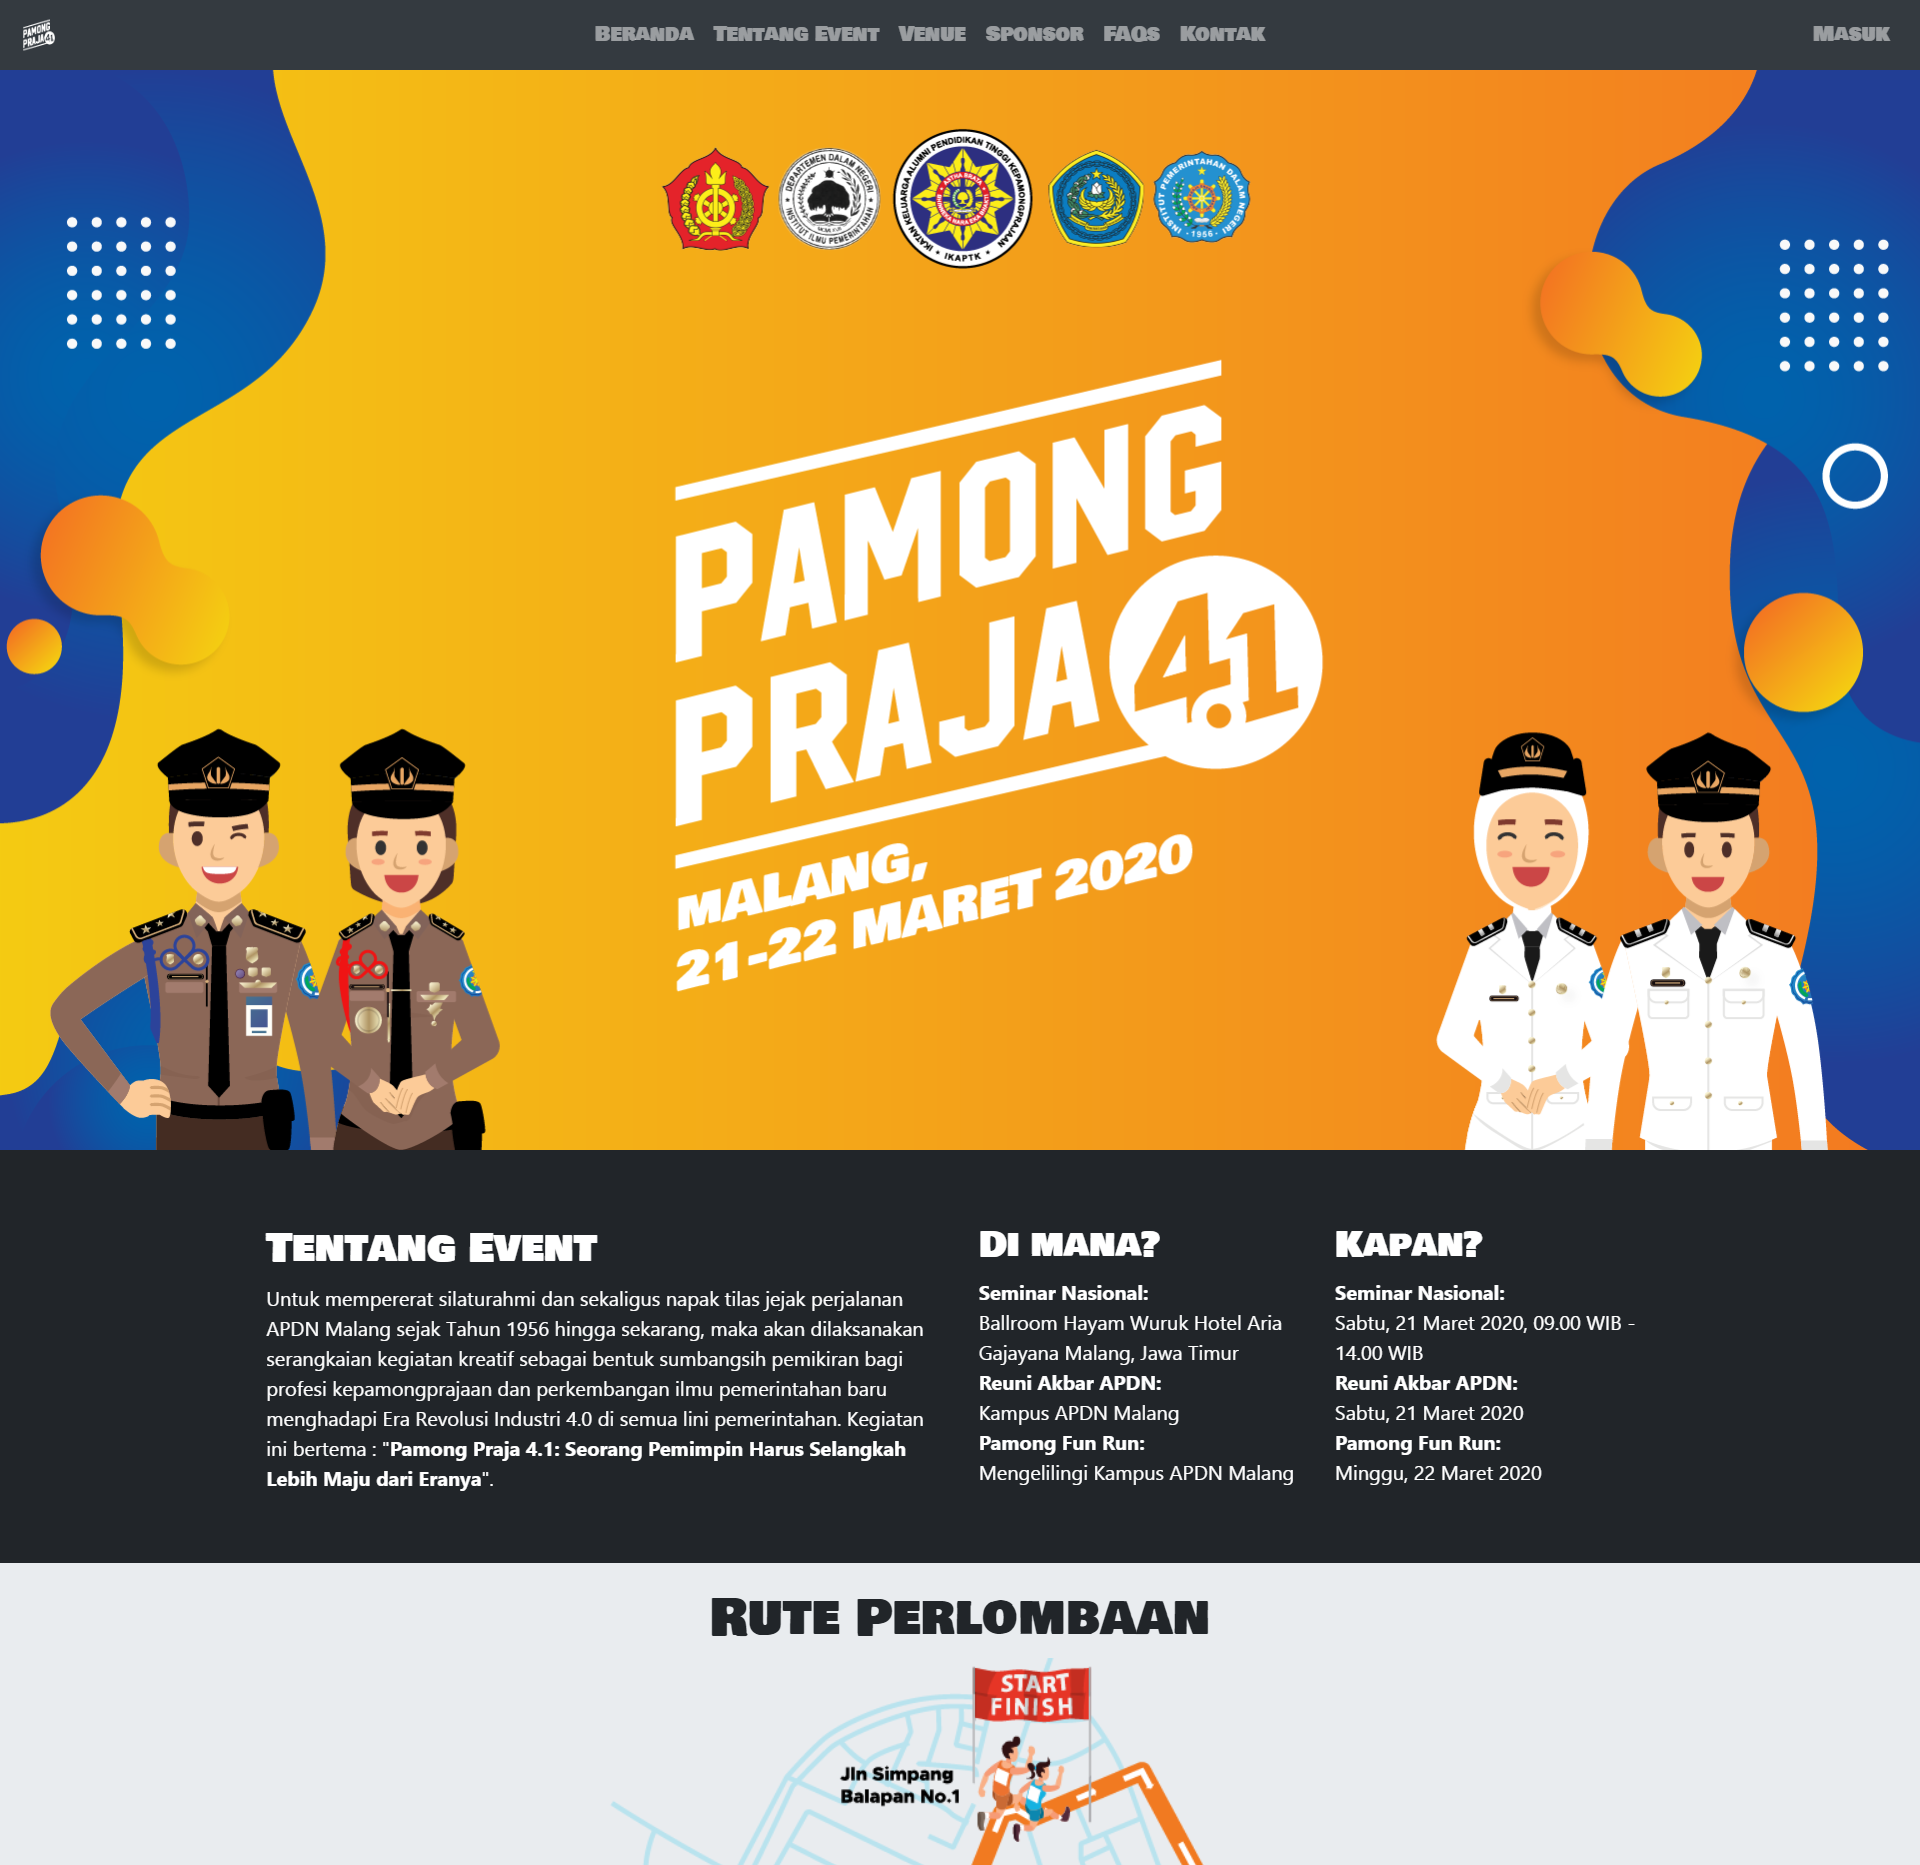 PAMONG
PRAJA 4.1
Beranda
Tentang Event
Venue
Sponsor
FAQs
Kontak
Masuk
DEPARTEMEN DALAM NEGERI
INSTITUT ILMU PEMERINTAHAN
IKATAN KELUARGA ALUMNI PENDIDIKAN TINGGI KEPAMONGPRAJAAN
IKAPTK
INSTITUT PEMERINTAHAN DALAM NEGERI
1956
PAMONG
PRAJA 4.1
MALANG,
21-22 MARET 2020
Tentang Event
Untuk mempererat silaturahmi dan sekaligus napak tilas jejak perjalanan
APDN Malang sejak Tahun 1956 hingga sekarang, maka akan dilaksanakan
serangkaian kegiatan kreatif sebagai bentuk sumbangsih pemikiran bagi
profesi kepamongprajaan dan perkembangan ilmu pemerintahan baru
menghadapi Era Revolusi Industri 4.0 di semua lini pemerintahan. Kegiatan
ini bertema : "Pamong Praja 4.1: Seorang Pemimpin Harus Selangkah
Lebih Maju dari Eranya".
Di mana?
Seminar Nasional:
Ballroom Hayam Wuruk Hotel Aria
Gajayana Malang, Jawa Timur
Reuni Akbar APDN:
Kampus APDN Malang
Pamong Fun Run:
Mengelilingi Kampus APDN Malang
Kapan?
Seminar Nasional:
Sabtu, 21 Maret 2020, 09.00 WIB -
14.00 WIB
Reuni Akbar APDN:
Sabtu, 21 Maret 2020
Pamong Fun Run:
Minggu, 22 Maret 2020
Rute Perlombaan
START
FINISH
Jln Simpang
Balapan No.1